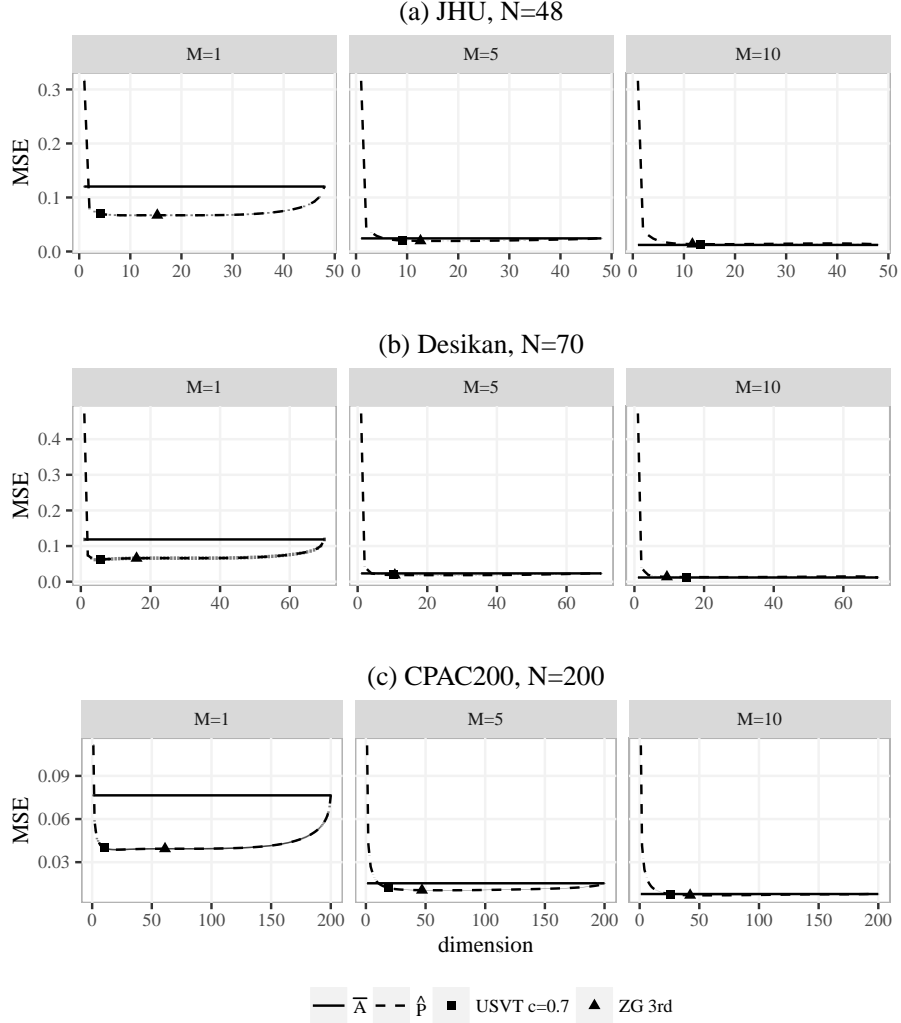 (a) JHU, N=48
M=1 M=5 M=10
MSE
0.3
0.2
0.1
0.0
0 10 20 30 40 50 0 10 20 30 40 50 0 10 20 30 40 50
(b) Desikan, N=70
M=1 M=5 M=10
MSE
0.4
0.3
0.2
0.1
0.0
0 20 40 60 0 20 40 60 0 20 40 60
(c) CPAC200, N=200
M=1 M=5 M=10
MSE
0.09
0.06
0.03
0 50 100 150 200 0 50 100 150 200 0 50 100 150 200
dimension
A̅ P̂ USVT c=0.7 ZG 3rd